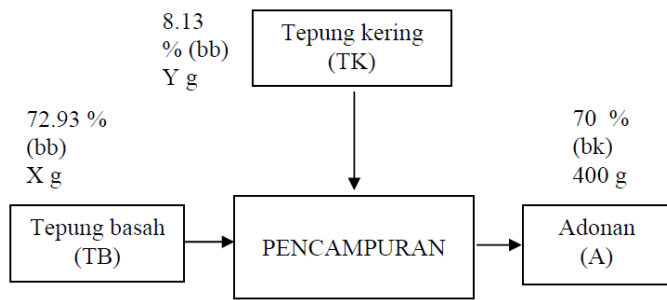 8.13
% (bb)
Y g
Tepung kering
(TK)
72.93 %
(bb)
X g
70 %
(bk)
400 g
Tepung basah
(TB)
PENCAMPURAN
Adonan
(A)